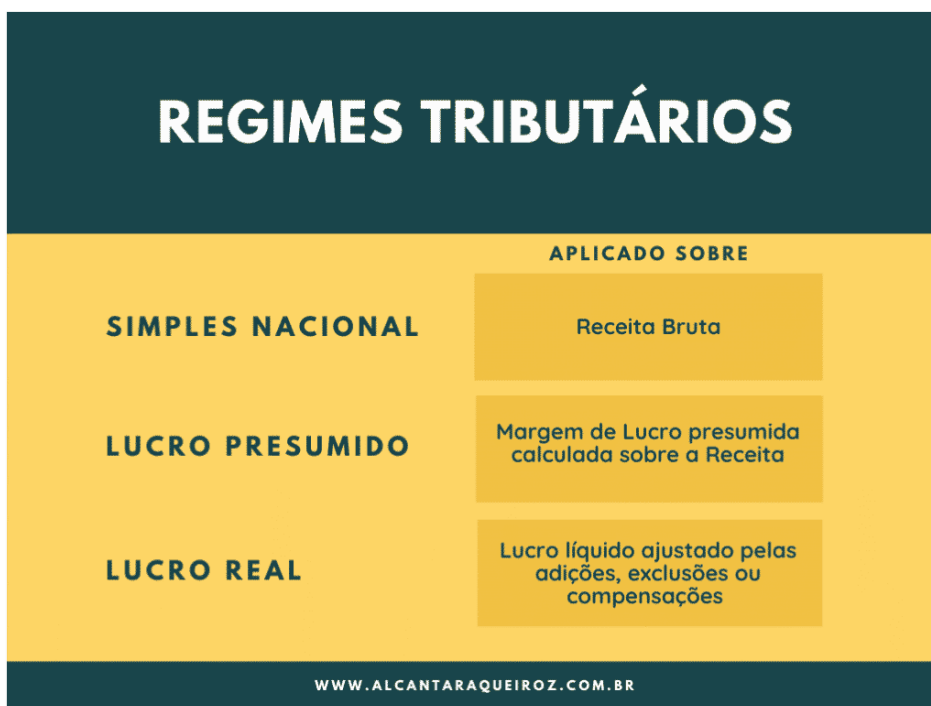 REGIMES TRIBUTÁRIOS
APLICADO SOBRE
SIMPLES NACIONAL
Receita Bruta
LUCRO PRESUMIDO
Margem de Lucro presumida
calculada sobre a Receita
LUCRO REAL
Lucro líquido ajustado pelas
adições, exclusões ou
compensações
WWW.ALCANTARAQUEIROZ.COM.BR